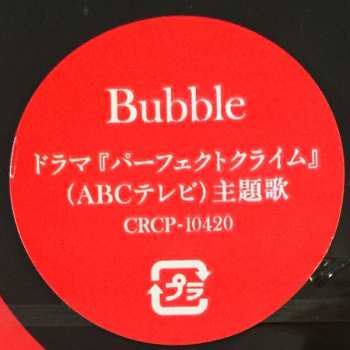 Bubble
ドラマ『パーフェクトクライム』
(ABCテレビ)主題歌
CRCP-10420
プラ